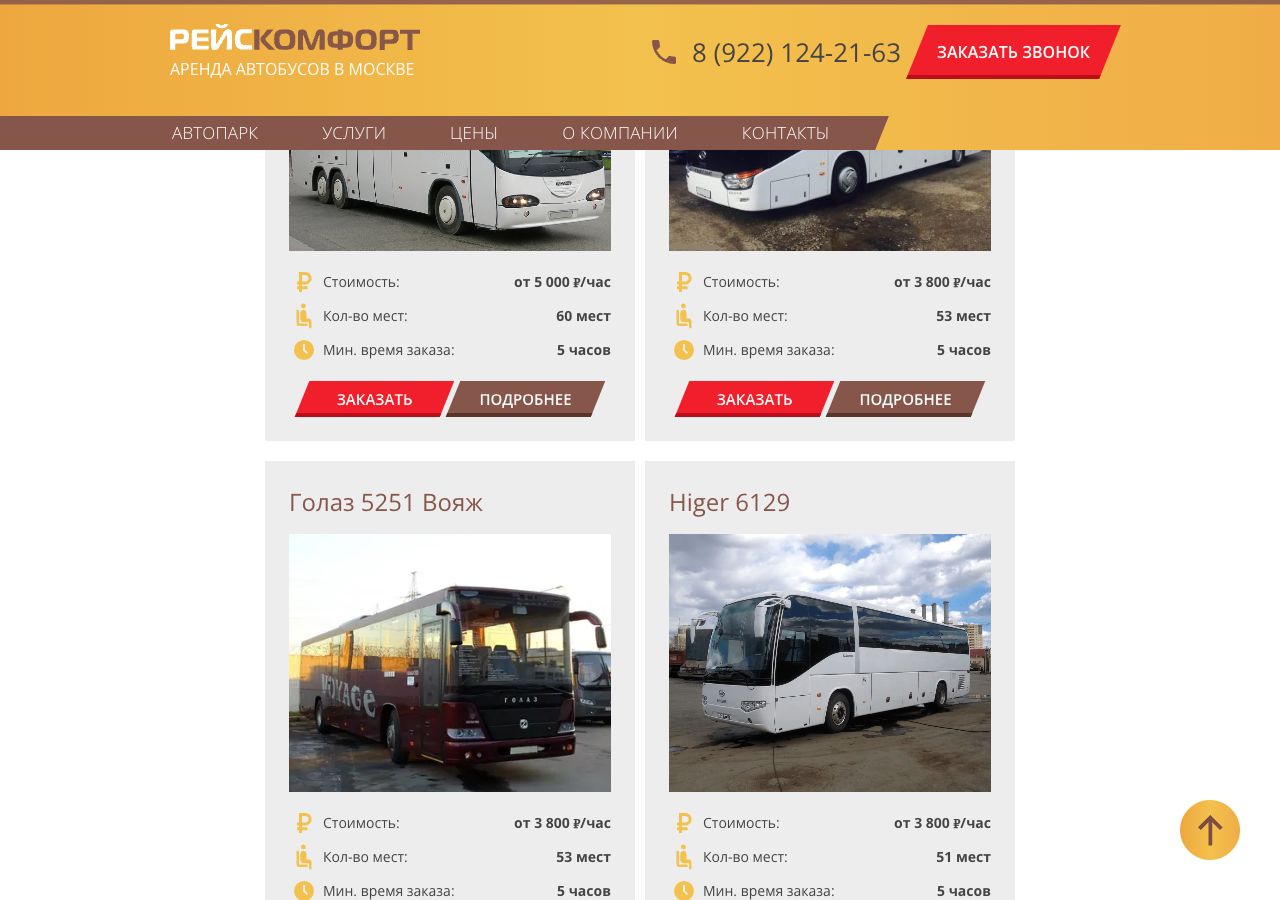 РЕЙСКОМФОРТ
АРЕНДА АВТОБУСОВ В МОСКВЕ
8 (922) 124-21-63
ЗАКАЗАТЬ ЗВОНОК
АВТОПАРК УСЛУГИ ЦЕНЫ О КОМПАНИИ КОНТАКТЫ
Стоимость: от 5 000 ₽/час
Кол-во мест: 60 мест
Мин. время заказа: 5 часов
ЗАКАЗАТЬ ПОДРОБНЕЕ
Стоимость: от 3 800 ₽/час
Кол-во мест: 53 мест
Мин. время заказа: 5 часов
ЗАКАЗАТЬ ПОДРОБНЕЕ
Голаз 5251 Вояж
VOYAGE
ГОЛАЗ
Стоимость: от 3 800 ₽/час
Кол-во мест: 53 мест
Мин. время заказа: 5 часов
Higer 6129
Стоимость: от 3 800 ₽/час
Кол-во мест: 51 мест
Мин. время заказа: 5 часов